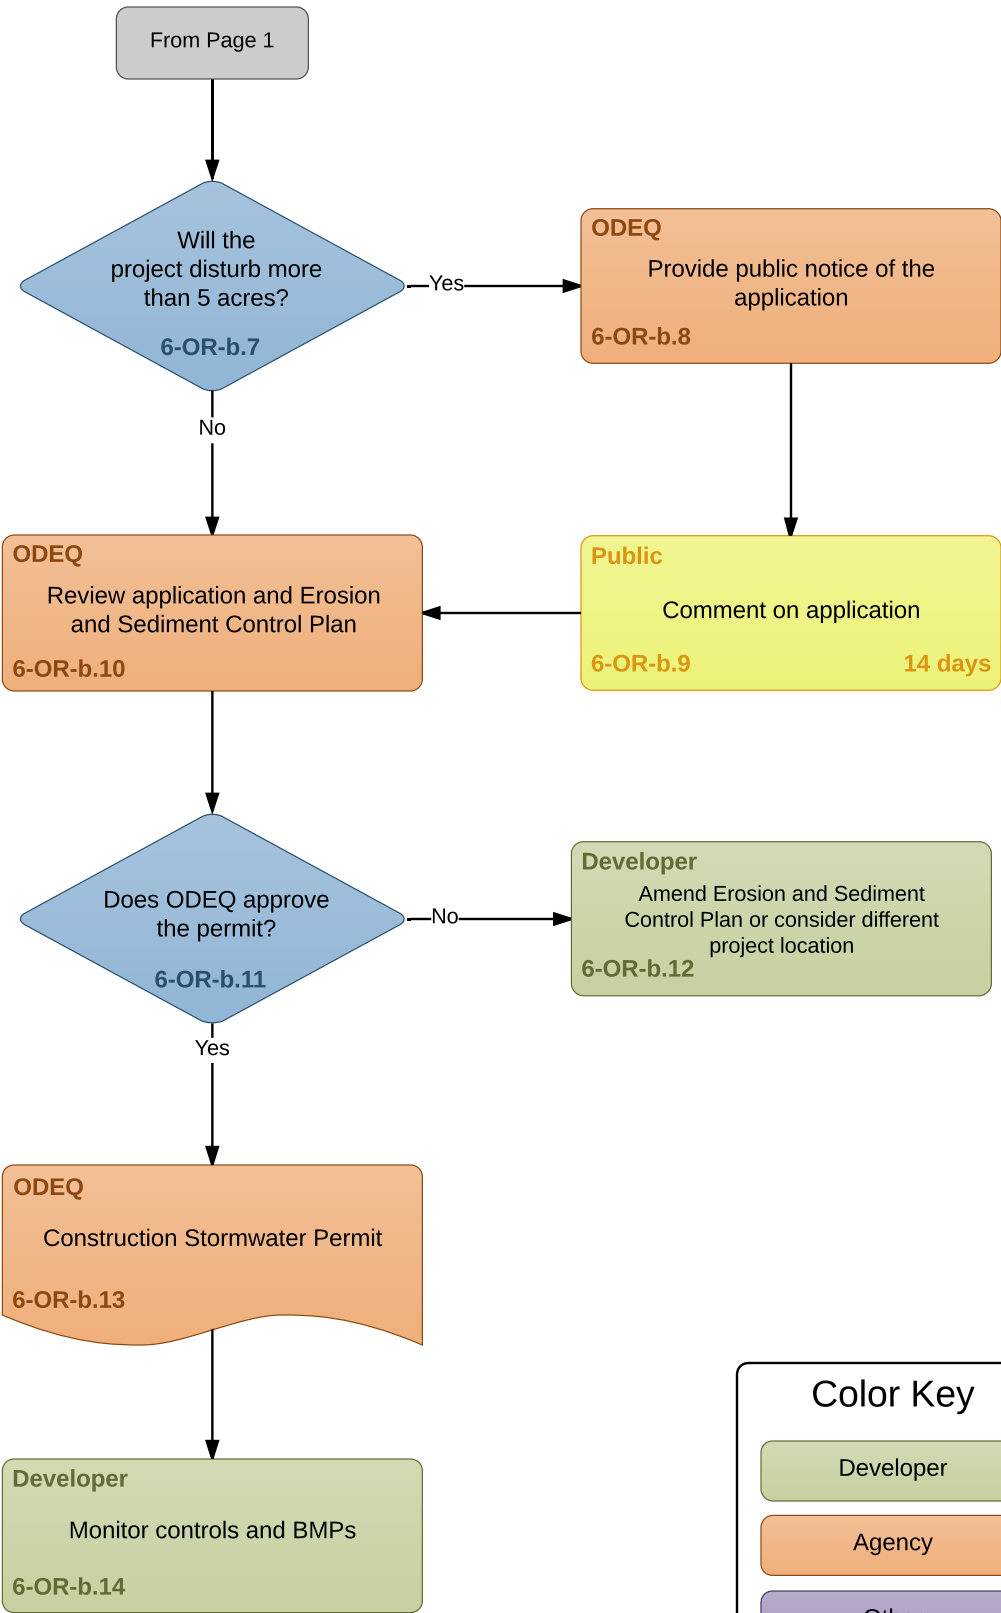 From Page 1
Will the
project disturb more
than 5 acres?
6-OR-b.7
Yes
ODEQ
Provide public notice of the
application
6-OR-b.8
No
ODEQ
Review application and Erosion
and Sediment Control Plan
6-OR-b.10
Public
Comment on application
6-OR-b.9
14 days
Does ODEQ approve
the permit?
6-OR-b.11
No
Developer
Amend Erosion and Sediment
Control Plan or consider different
project location
6-OR-b.12
Yes
ODEQ
Construction Stormwater Permit
6-OR-b.13
Developer
Monitor controls and BMPs
6-OR-b.14
Color Key
Developer
Agency